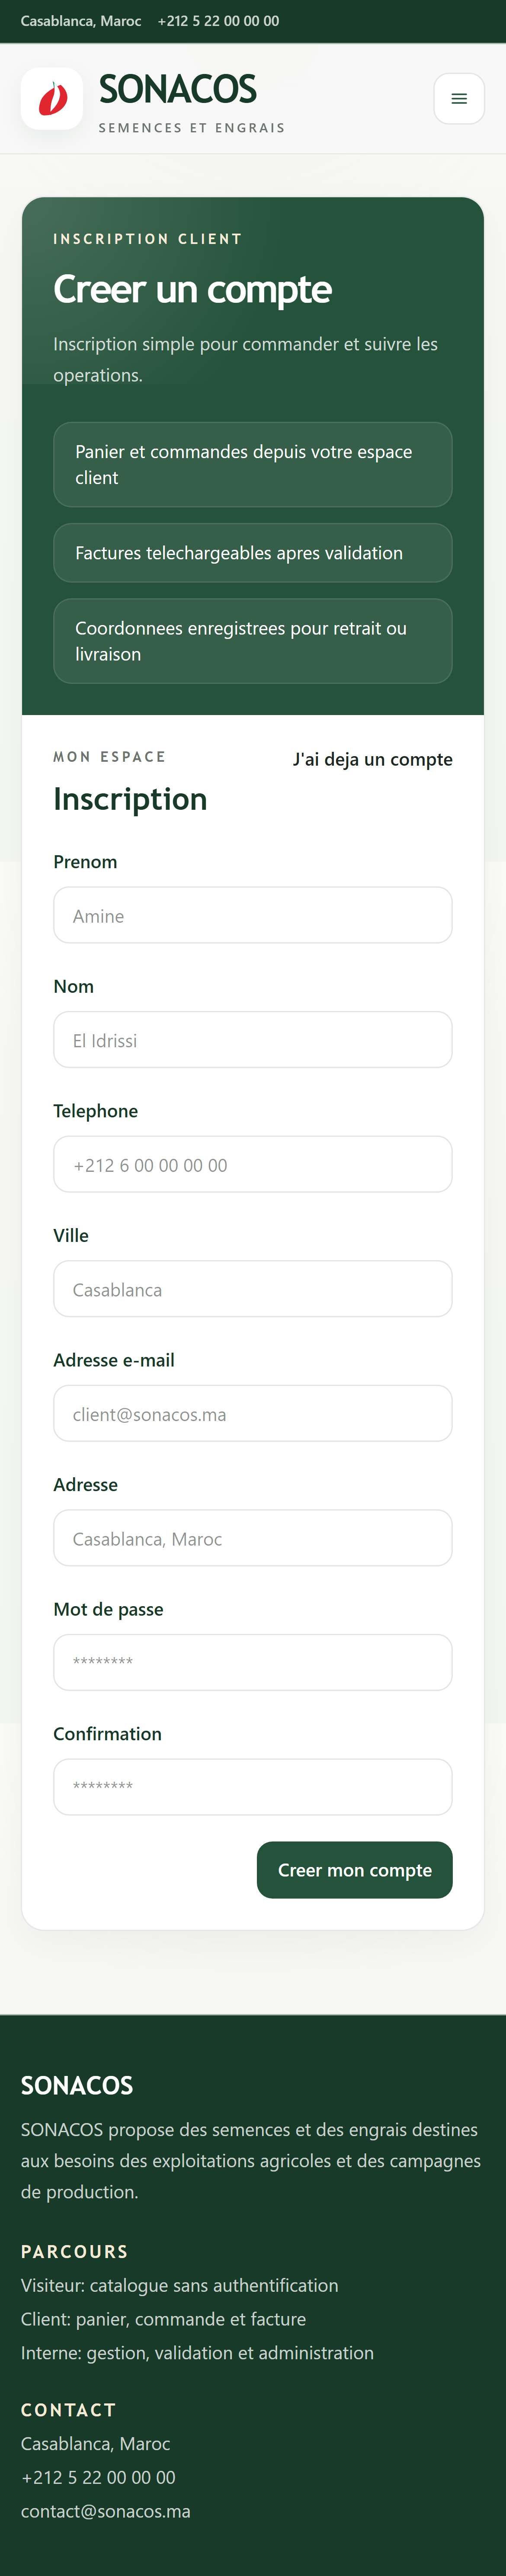 Casablanca, Maroc +212 5 22 00 00 00
SONACOS
SEMENCES ET ENGRAIS
INSCRIPTION CLIENT
Creer un compte
Inscription simple pour commander et suivre les
operations.
Panier et commandes depuis votre espace
client
Factures telechargeables apres validation
Coordonnees enregistrees pour retrait ou
livraison
MON ESPACE
J'ai deja un compte
Inscription
Prenom
Amine
Nom
El Idrissi
Telephone
+212 6 00 00 00 00
Ville
Casablanca
Adresse e-mail
client@sonacos.ma
Adresse
Casablanca, Maroc
Mot de passe
********
Confirmation
********
Creer mon compte
SONACOS
SONACOS propose des semences et des engrais destines
aux besoins des exploitations agricoles et des campagnes
de production.
PARCOURS
Visiteur: catalogue sans authentification
Client: panier, commande et facture
Interne: gestion, validation et administration
CONTACT
Casablanca, Maroc
+212 5 22 00 00 00
contact@sonacos.ma